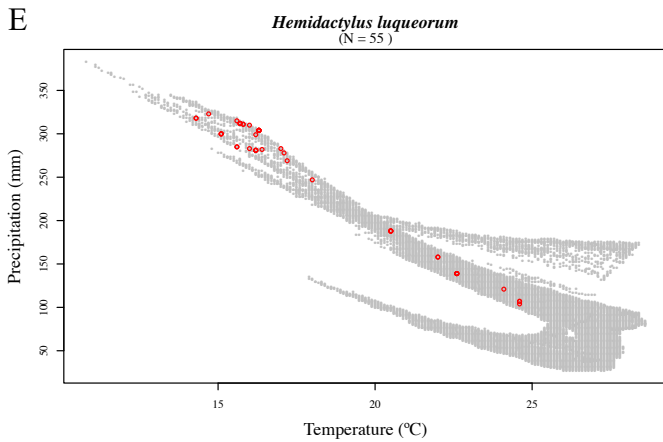 E
Hemidactylus luqueorum
(N = 55 )
350
300
250
200
150
100
50
Precipitation (mm)
15
20
25
Temperature (ºC)